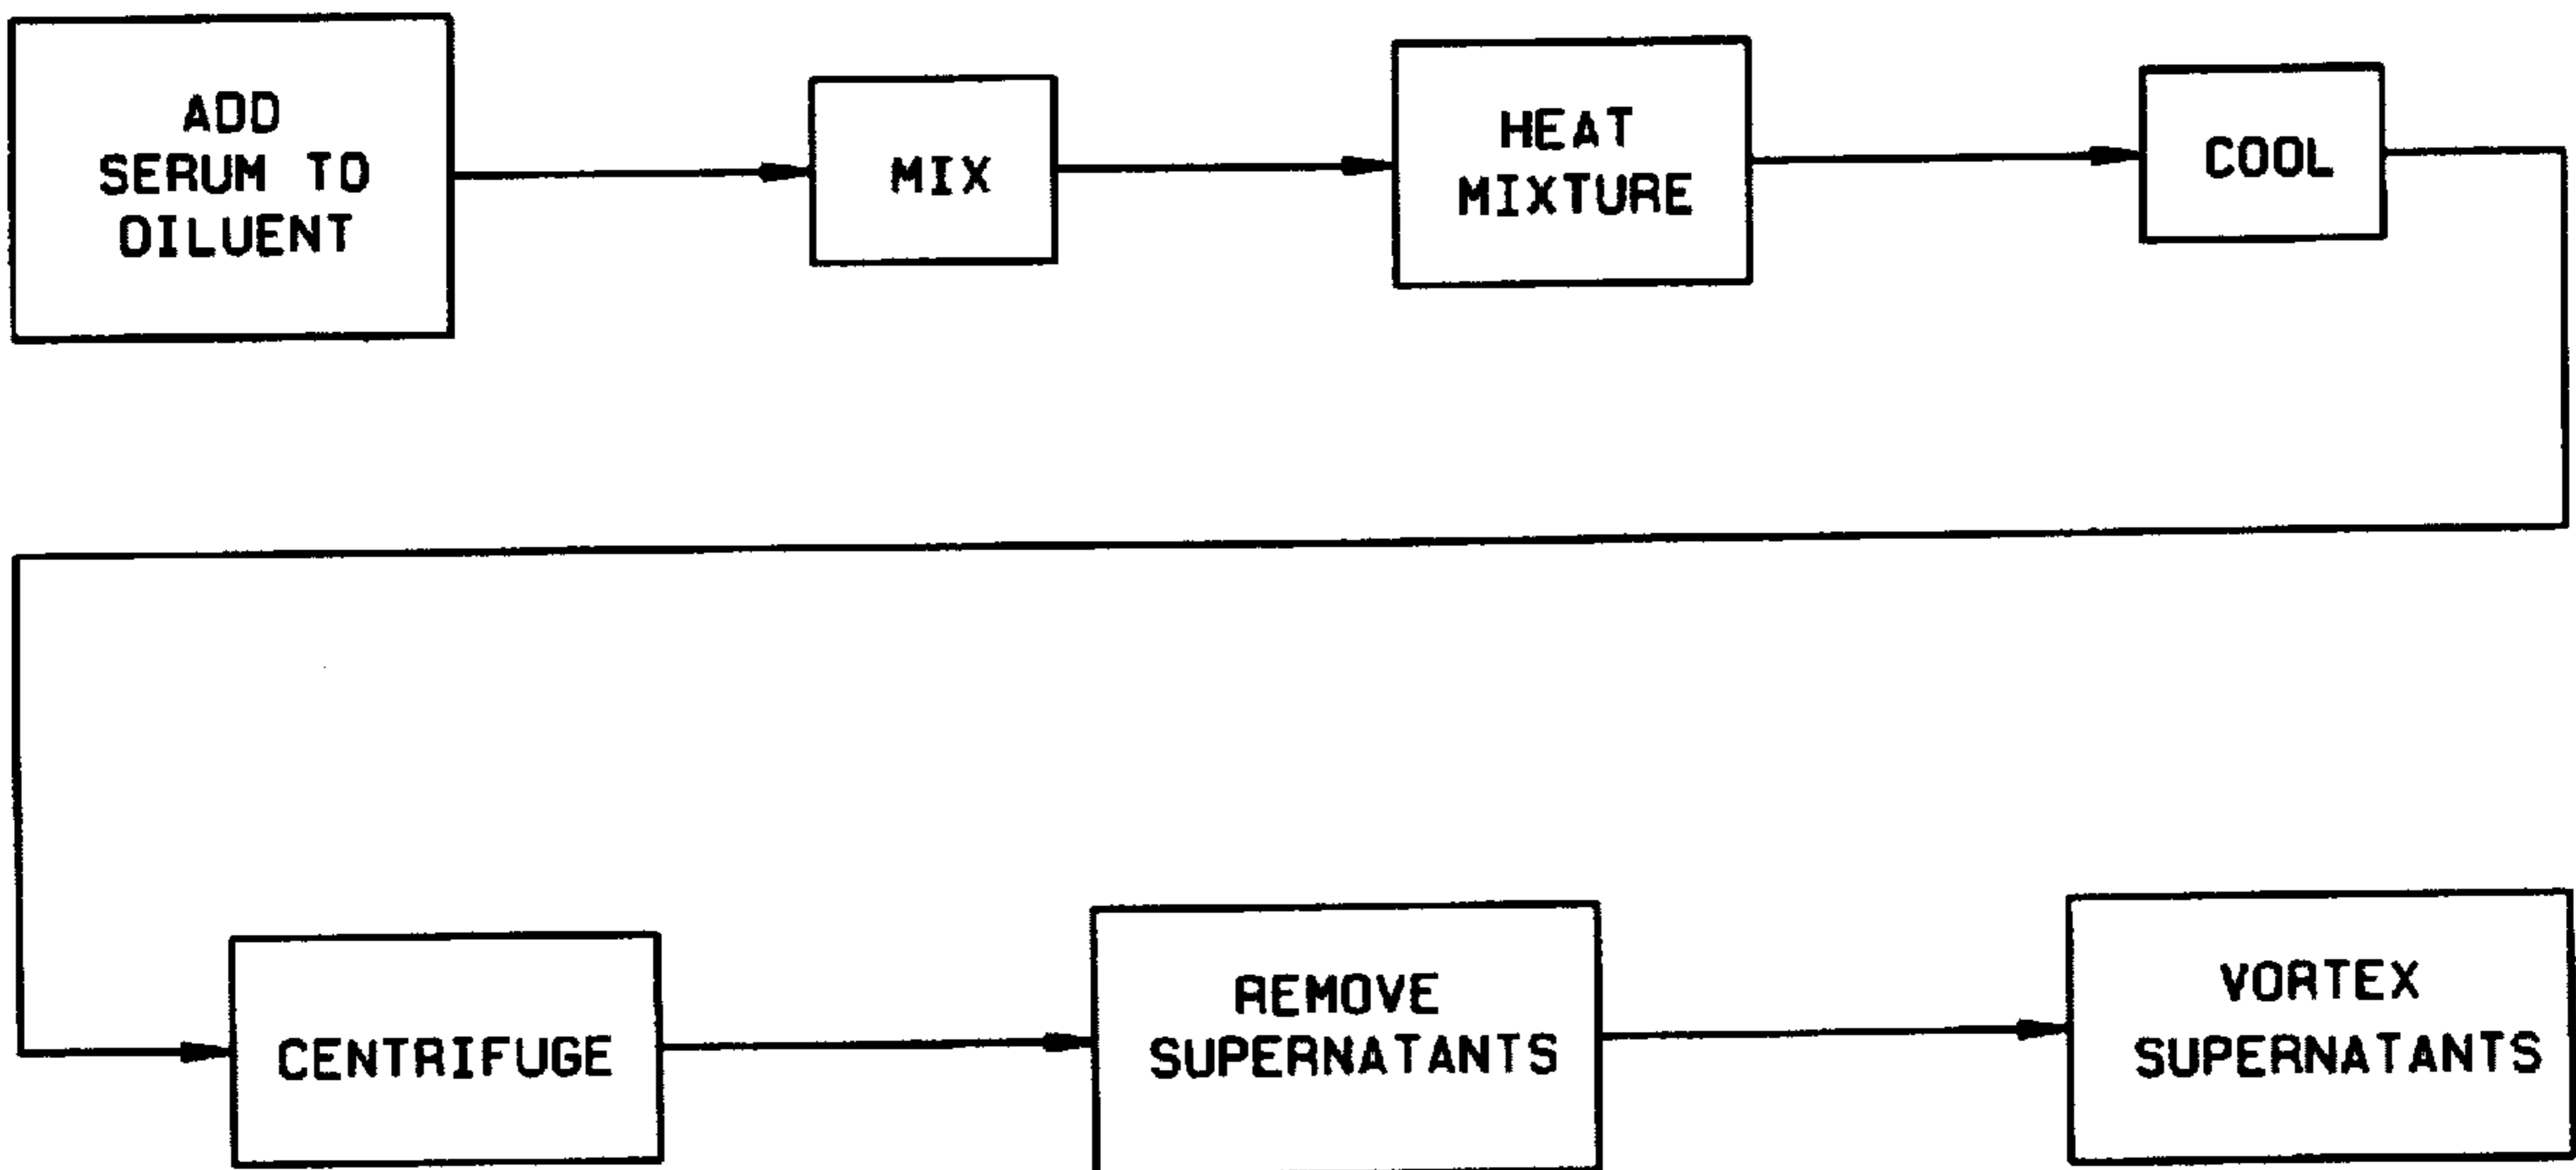 ADD
SERUM TO
DILUENT
MIX
HEAT
MIXTURE
COOL
CENTRIFUGE
REMOVE
SUPERNATANTS
VORTEX
SUPERNATANTS